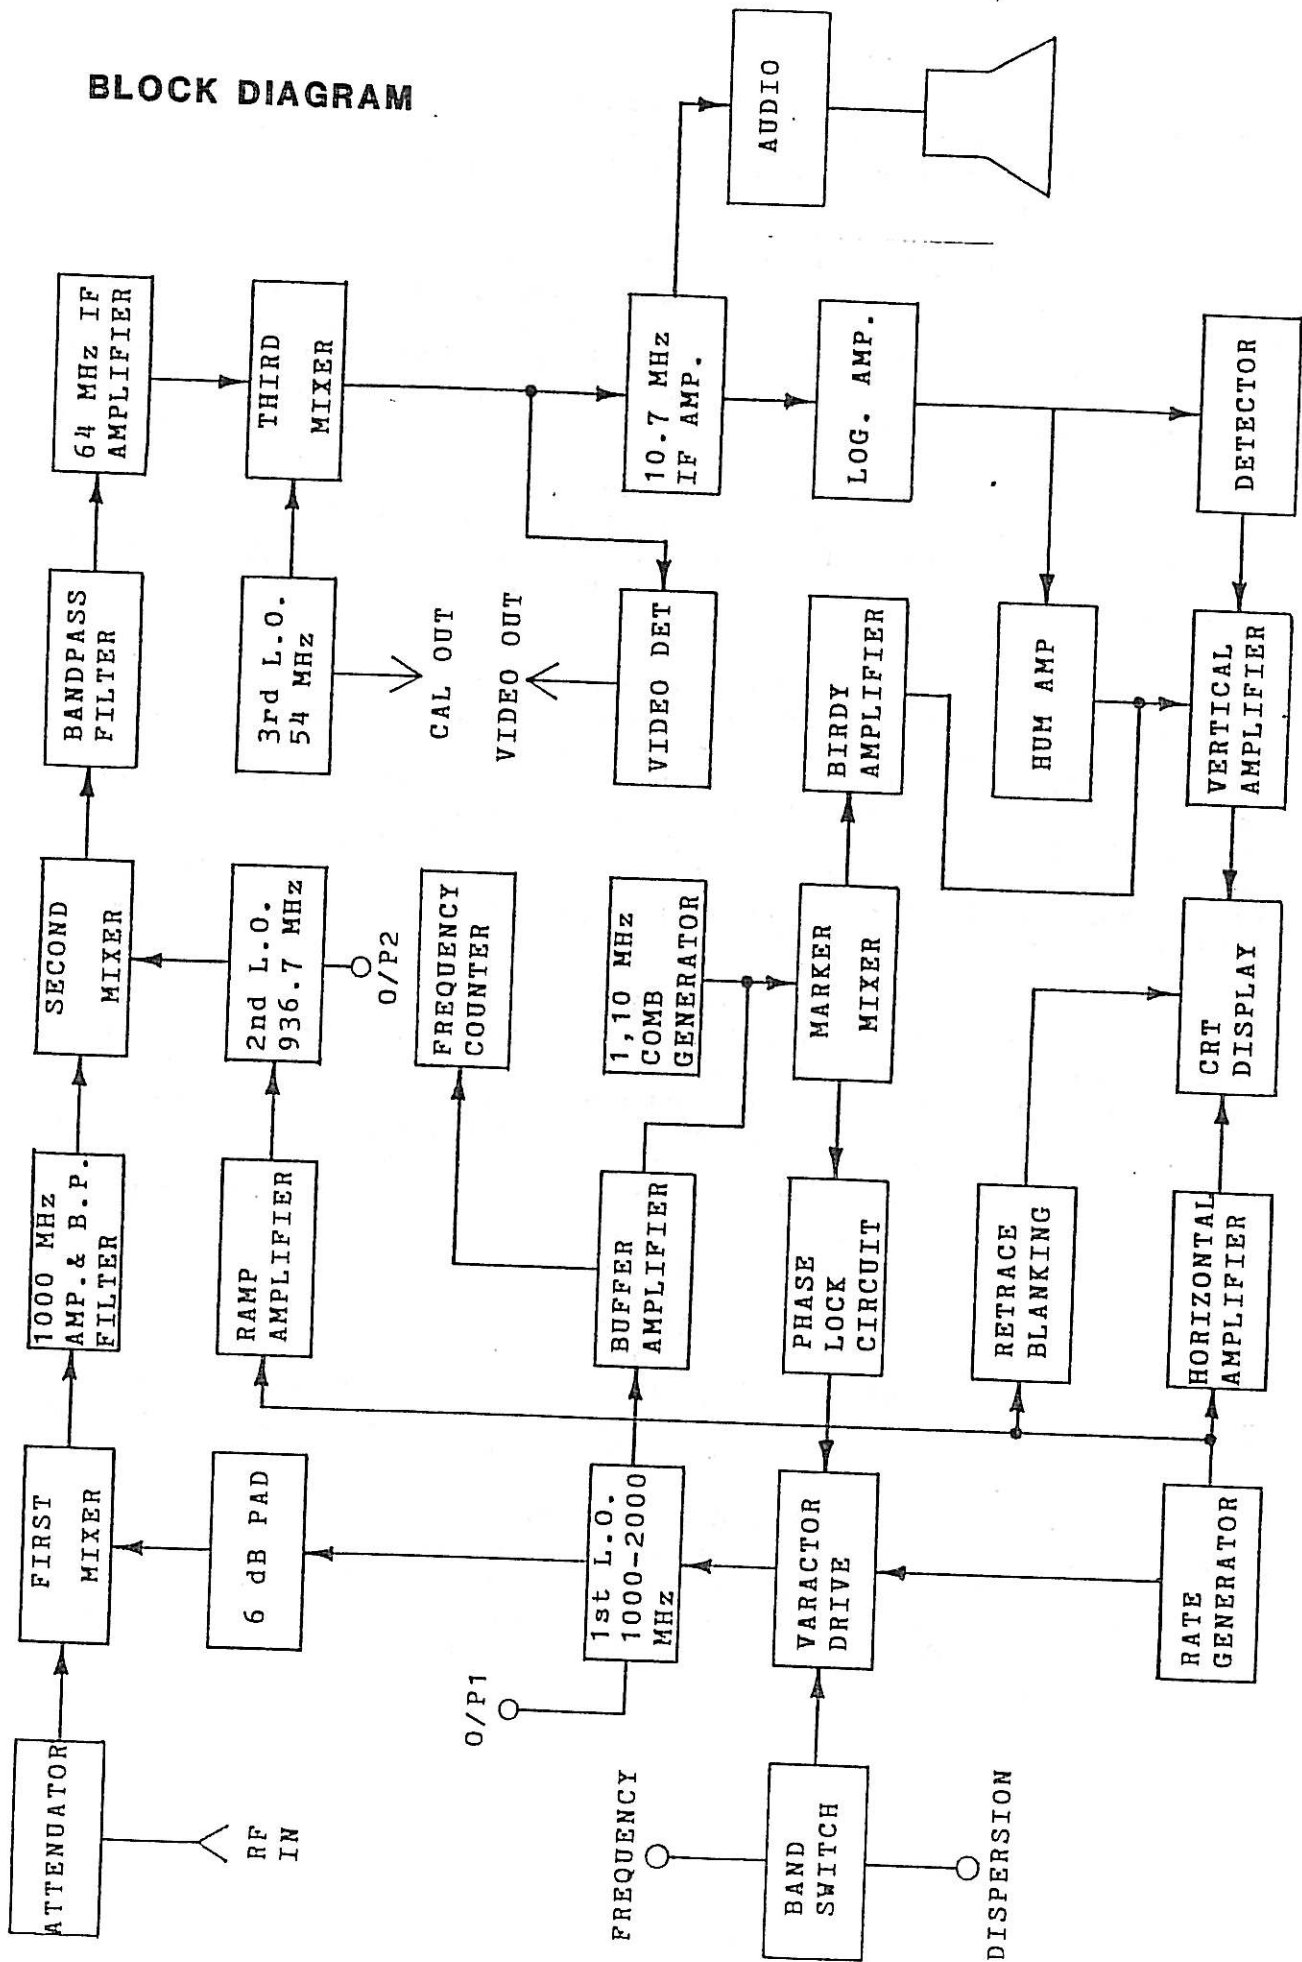 BLOCK DIAGRAM
ATTENUATOR
RF
IN
FIRST
MIXER
1000 MHz
AMP.& B.P.
FILTER
SECOND
MIXER
BANDPASS
FILTER
64 MHz IF
AMPLIFIER
6 dB PAD
RAMP
AMPLIFIER
2nd L.O.
936.7 MHz
O/P2
3rd L.O.
54 MHz
THIRD
MIXER
CAL OUT
VIDEO OUT
FREQUENCY
COUNTER
O/P1
1st L.O.
1000-2000
MHz
BUFFER
AMPLIFIER
1,10 MHz
COMB
GENERATOR
VIDEO DET
10.7 MHz
IF AMP.
AUDIO
FREQUENCY
BAND
SWITCH
DISPERSION
VARACTOR
DRIVE
PHASE
LOCK
CIRCUIT
MARKER
MIXER
BIRDY
AMPLIFIER
LOG. AMP.
RETRACE
BLANKING
HUM AMP
RATE
GENERATOR
HORIZONTAL
AMPLIFIER
CRT
DISPLAY
VERTICAL
AMPLIFIER
DETECTOR